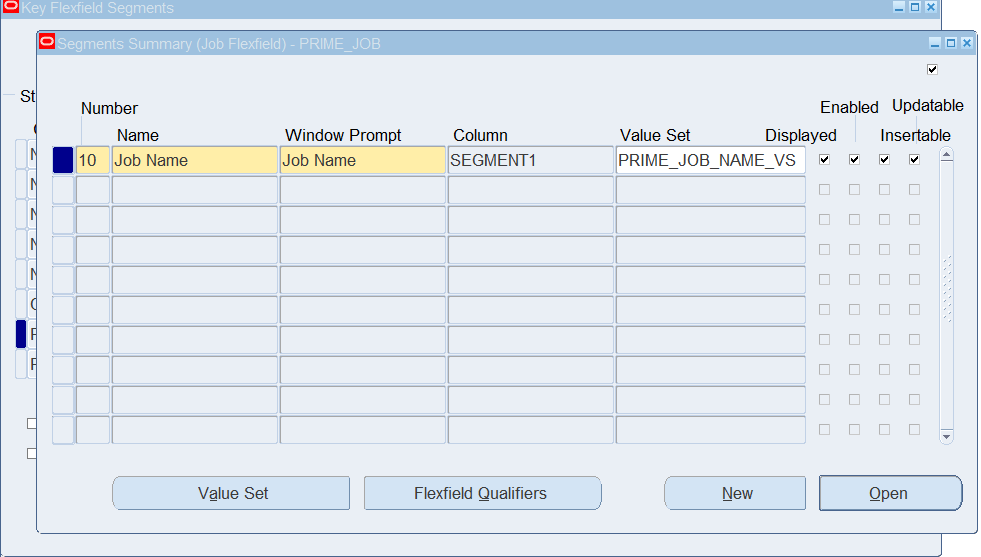 Key Flexfield Segments
Segments Summary (Job Flexfield) - PRIME_JOB
St
Number
Enabled
Updatable
Name
Window Prompt
Column
Value Set
Displayed
Insertable
10
Job Name
Job Name
SEGMENT1
PRIME_JOB_NAME_VS
Value Set
Flexfield Qualifiers
New
Open